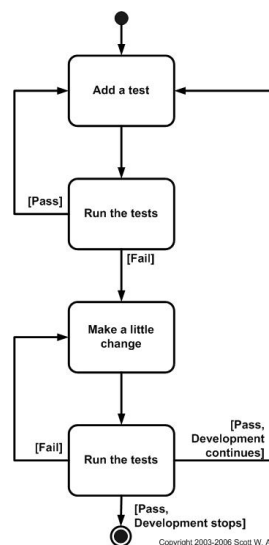 Add a test
[Pass]
Run the tests
[Fail]
Make a little
change
[Fail]
Run the tests
[Pass,
Development
continues]
[Pass,
Development stops]
Copyright 2003-2006 Scott W. A